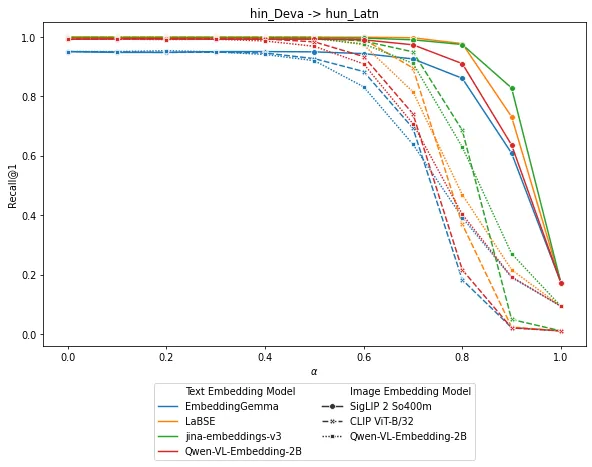 hin_Deva -> hun_Latn
Recall@1
1.0
0.8
0.6
0.4
0.2
0.0
0.0 0.2 0.4 0.6 0.8 1.0
α
Text Embedding Model
EmbeddingGemma
LaBSE
jina-embeddings-v3
Qwen-VL-Embedding-2B
Image Embedding Model
SigLIP 2 So400m
CLIP ViT-B/32
Qwen-VL-Embedding-2B